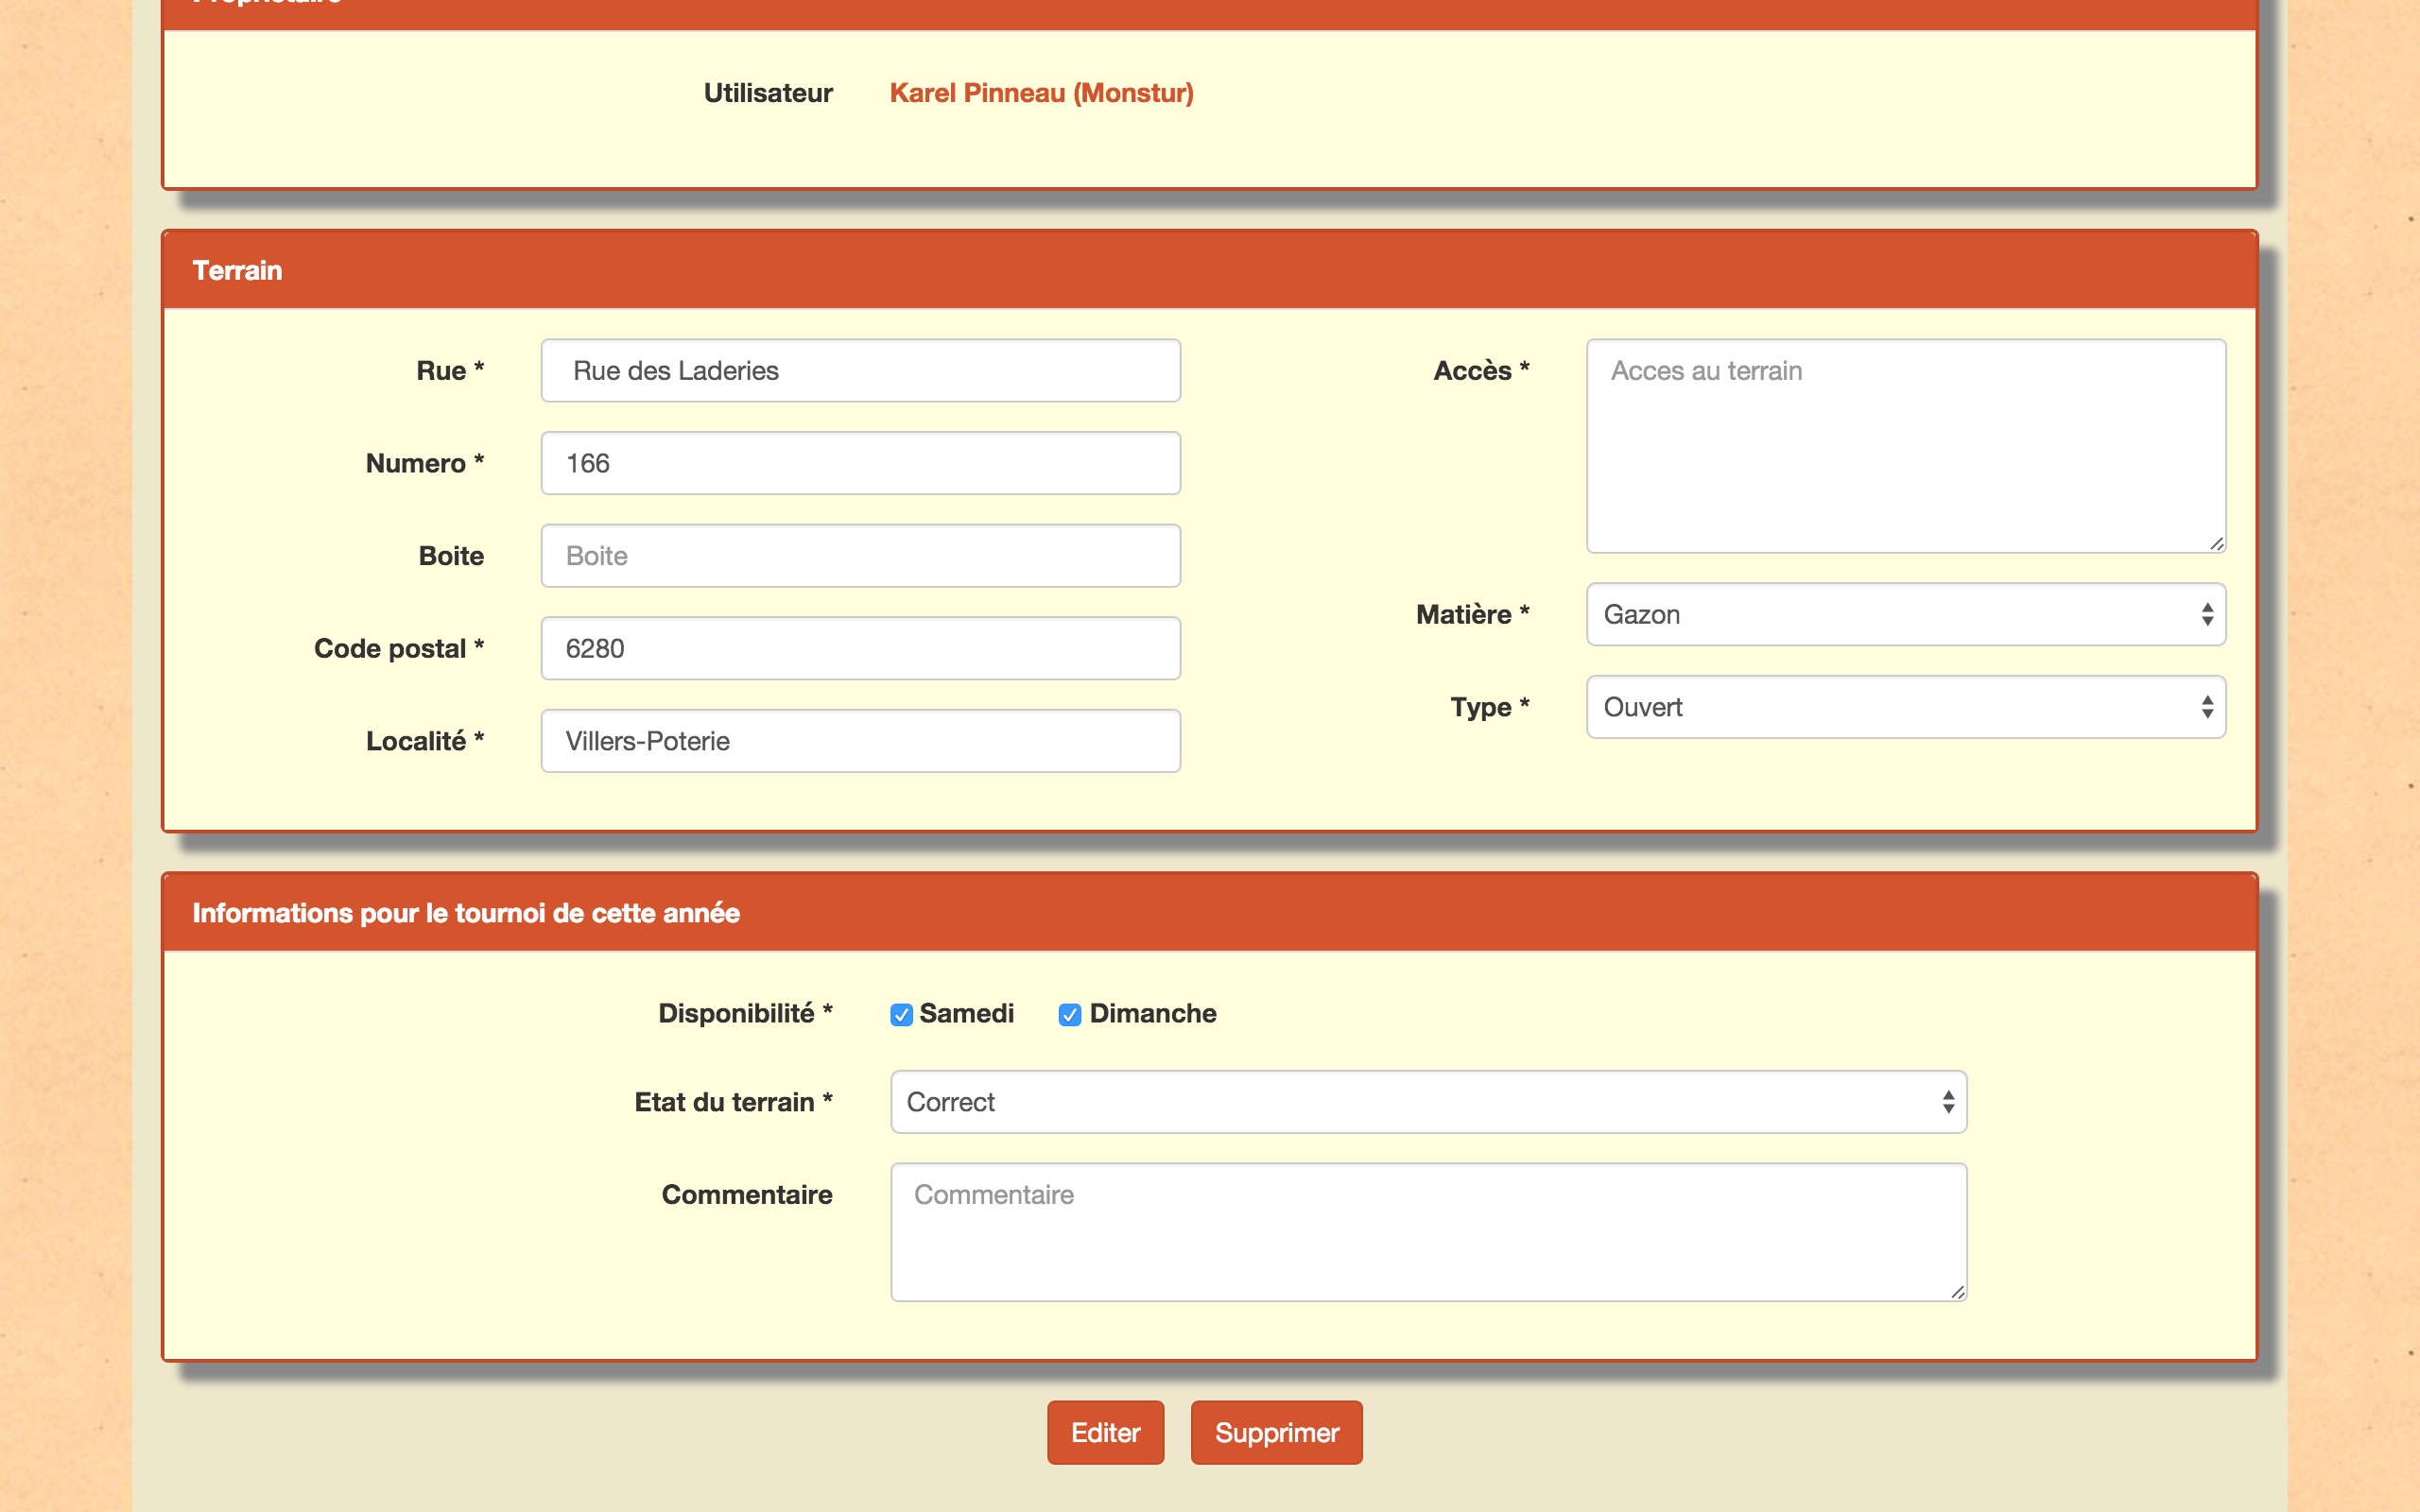 Propriétaire
Utilisateur Karel Pinneau (Monstur)
Terrain
Rue * Rue des Laderies
Numero * 166
Boite Boite
Code postal * 6280
Localité * Villers-Poterie
Accès * Acces au terrain
Matière * Gazon
Type * Ouvert
Informations pour le tournoi de cette année
Disponibilité * Samedi Dimanche
Etat du terrain * Correct
Commentaire Commentaire
Editer Supprimer